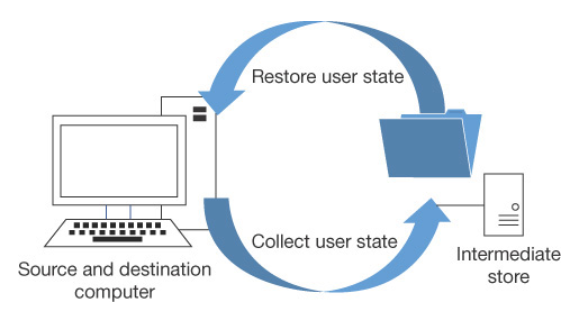 Restore user state
Collect user state
Source and destination
computer
Intermediate
store